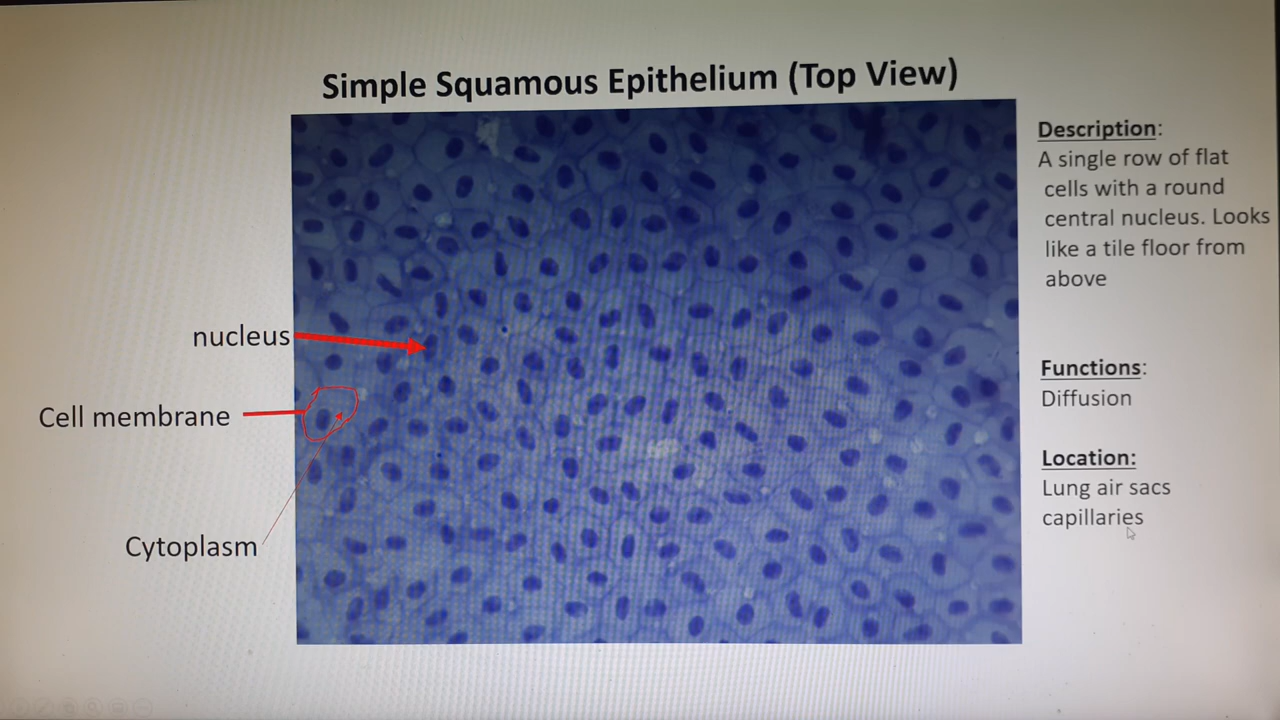 Simple Squamous Epithelium (Top View)
nucleus
Cell membrane
Cytoplasm
Description:
A single row of flat
cells with a round
central nucleus. Looks
like a tile floor from
above
Functions:
Diffusion
Location:
Lung air sacs
capillaries